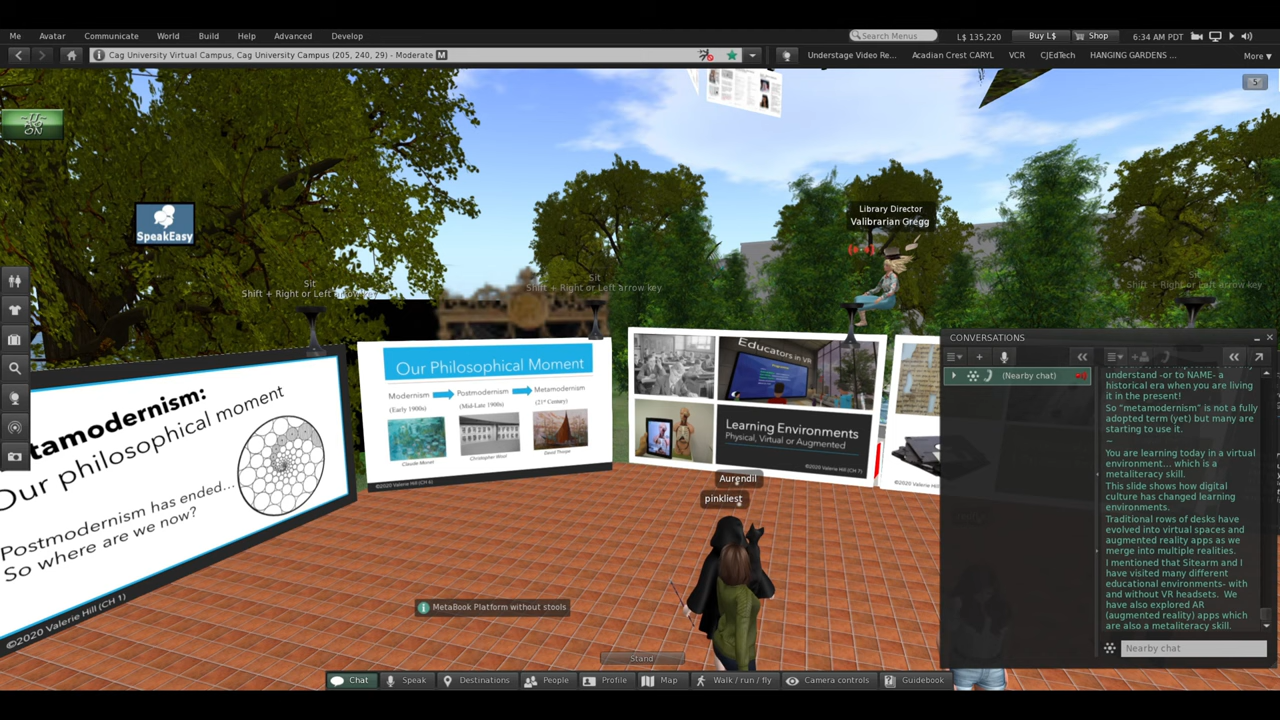 Me Avatar Communicate World Build Help Advanced Develop
Search Menus
L$ 135,220
Buy L$
Shop
6:34 AM PDT
Cag University Virtual Campus, Cag University Campus (205, 240, 29) - Moderate M
Understage Video Re...
Acadian Crest CARYL
VCR
CJEdTech
HANGING GARDENS ...
More ▼
5
ON
SpeakEasy
Library Director
Valibrarian Gregg
Sit
Shift + Right or Left arrow key
Sit
Shift + Right or Left arrow key
Shift + Right or Left arrow key
tamodernism:
Our philosophical moment
Postmodernism has ended...
So where are we now?
©2020 Valerie Hill (CH 1)
Our Philosophical Moment
Modernism
(Early 1900s)
Postmodernism
(Mid-Late 1900s)
Metamodernism
(21st Century)
Claude Monet
Christopher Wool
David Thorpe
©2020 Valerie Hill (CH 6)
Educators in VR
Learning Environments
Physical, Virtual or Augmented
©2020 Valerie Hill (CH 7)
Aurendil
pinkliest
MetaBook Platform without stools
Stand
CONVERSATIONS
(Nearby chat)
understand -or to NAME- a
historical era when you are living
it in the present!
So "metamodernism" is not a fully
adopted term (yet) but many are
starting to use it.
—
You are learning today in a virtual
environment... which is a
metaliteracy skill.
This slide shows how digital
culture has changed learning
environments.
Traditional rows of desks have
evolved into virtual spaces and
augmented reality apps as we
merge into multiple realities.
I mentioned that Sitearm and I
have visited many different
educational environments- with
and without VR headsets. We
have also explored AR
(augmented reality) apps which
are also a metaliteracy skill.
Nearby chat
Chat
Speak
Destinations
People
Profile
Map
Walk / run / fly
Camera controls
Guidebook